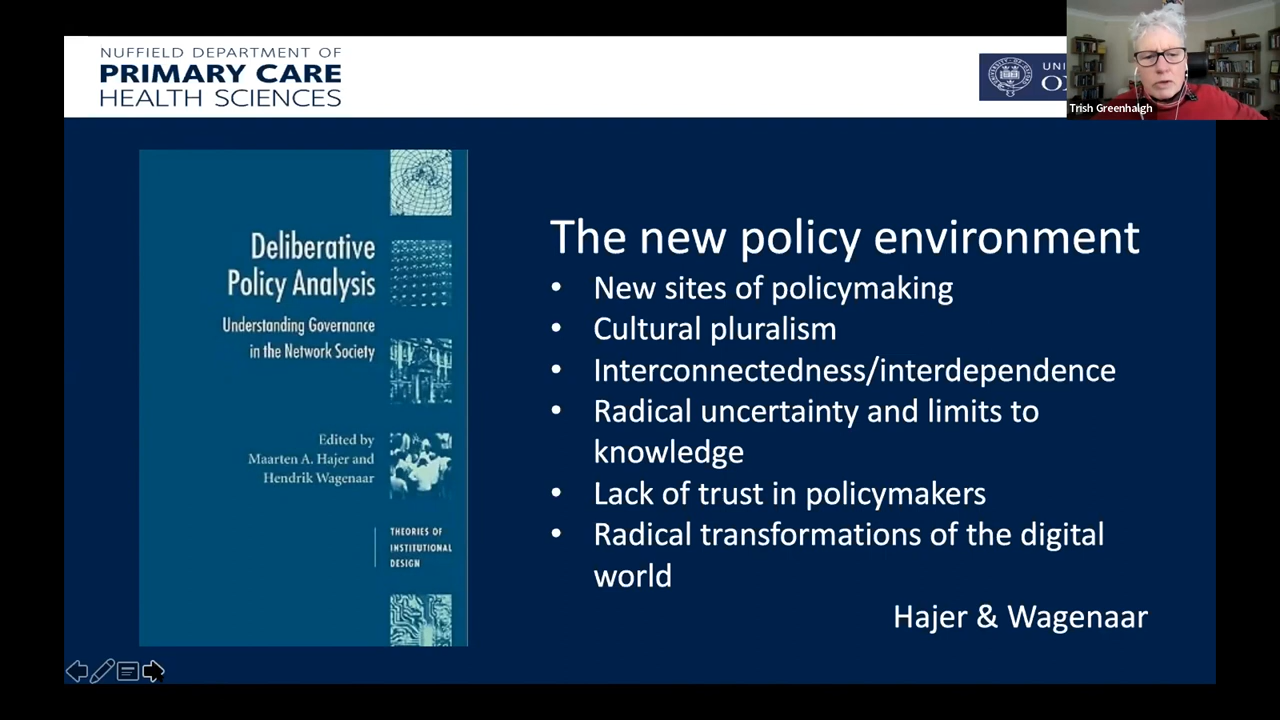 NUFFIELD DEPARTMENT OF
PRIMARY CARE
HEALTH SCIENCES
Trish Greenhalgh
Deliberative
Policy Analysis
Understanding Governance
in the Network Society
Edited by
Maarten A. Hajer and
Hendrik Wagenaar
THEORIES OF
INSTITUTIONAL
DESIGN
The new policy environment
• New sites of policymaking
• Cultural pluralism
• Interconnectedness/interdependence
• Radical uncertainty and limits to
knowledge
• Lack of trust in policymakers
• Radical transformations of the digital
world
Hajer & Wagenaar